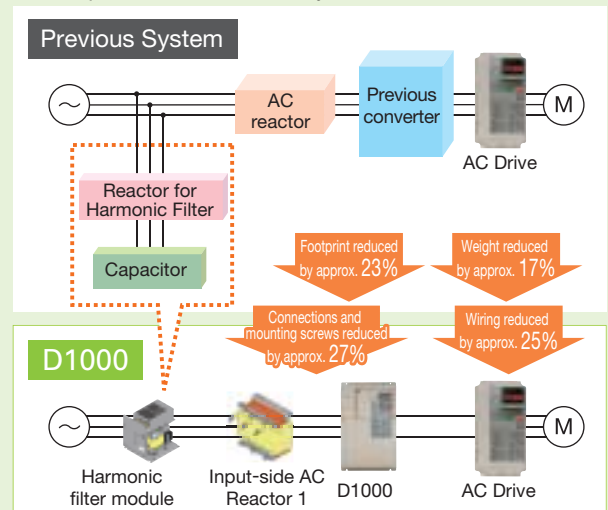 Previous System
~
AC
reactor
Previous
converter
M
AC Drive
Reactor for
Harmonic Filter
Capacitor
Footprint reduced
by approx. 23%
Weight reduced
by approx. 17%
Connections and
mounting screws reduced
by approx. 27%
Wiring reduced
by approx. 25%
D1000
~
M
Harmonic
filter module
Input-side AC
Reactor 1
D1000
AC Drive